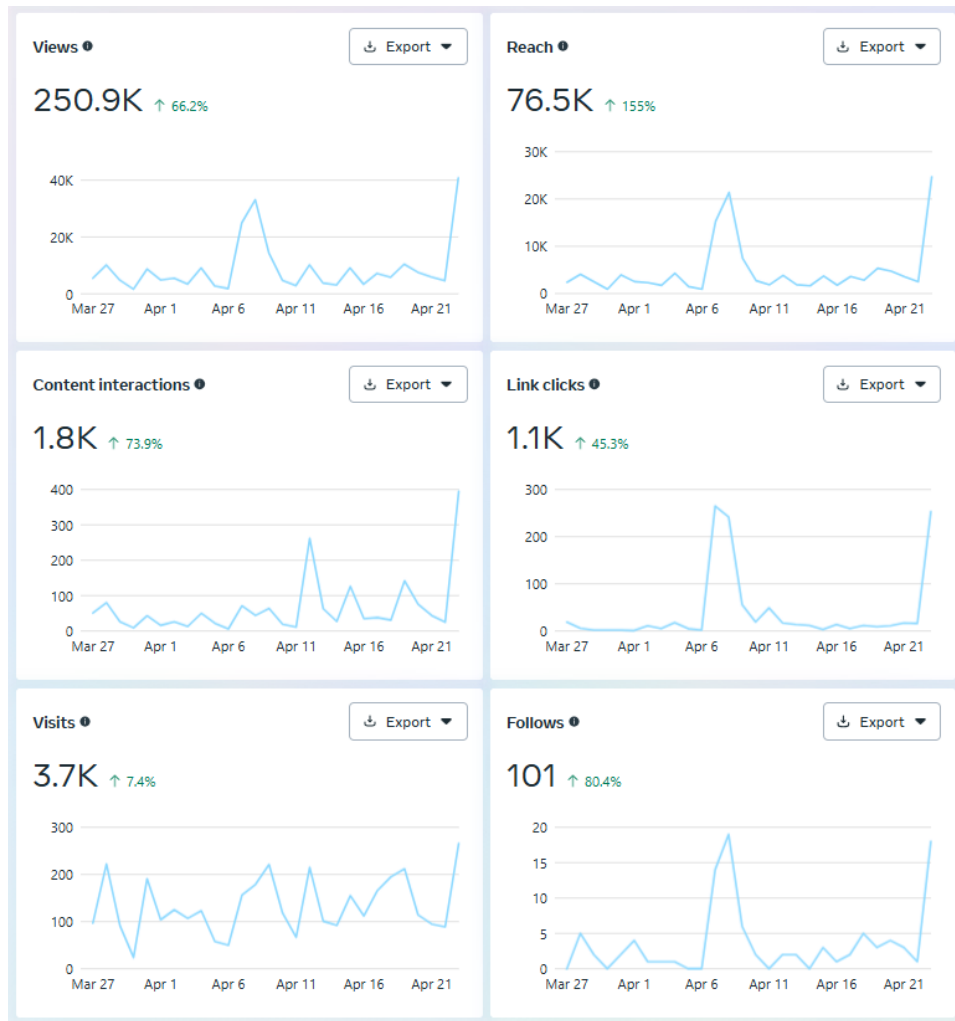 Views
Export
250.9K ↑ 66.2%
40K
20K
0
Mar 27 Apr 1 Apr 6 Apr 11 Apr 16 Apr 21
Reach
Export
76.5K ↑ 155%
30K
20K
10K
0
Mar 27 Apr 1 Apr 6 Apr 11 Apr 16 Apr 21
Content interactions
Export
1.8K ↑ 73.9%
400
300
200
100
0
Mar 27 Apr 1 Apr 6 Apr 11 Apr 16 Apr 21
Link clicks
Export
1.1K ↑ 45.3%
300
200
100
0
Mar 27 Apr 1 Apr 6 Apr 11 Apr 16 Apr 21
Visits
Export
3.7K ↑ 7.4%
300
200
100
0
Mar 27 Apr 1 Apr 6 Apr 11 Apr 16 Apr 21
Follows
Export
101 ↑ 80.4%
20
15
10
5
0
Mar 27 Apr 1 Apr 6 Apr 11 Apr 16 Apr 21